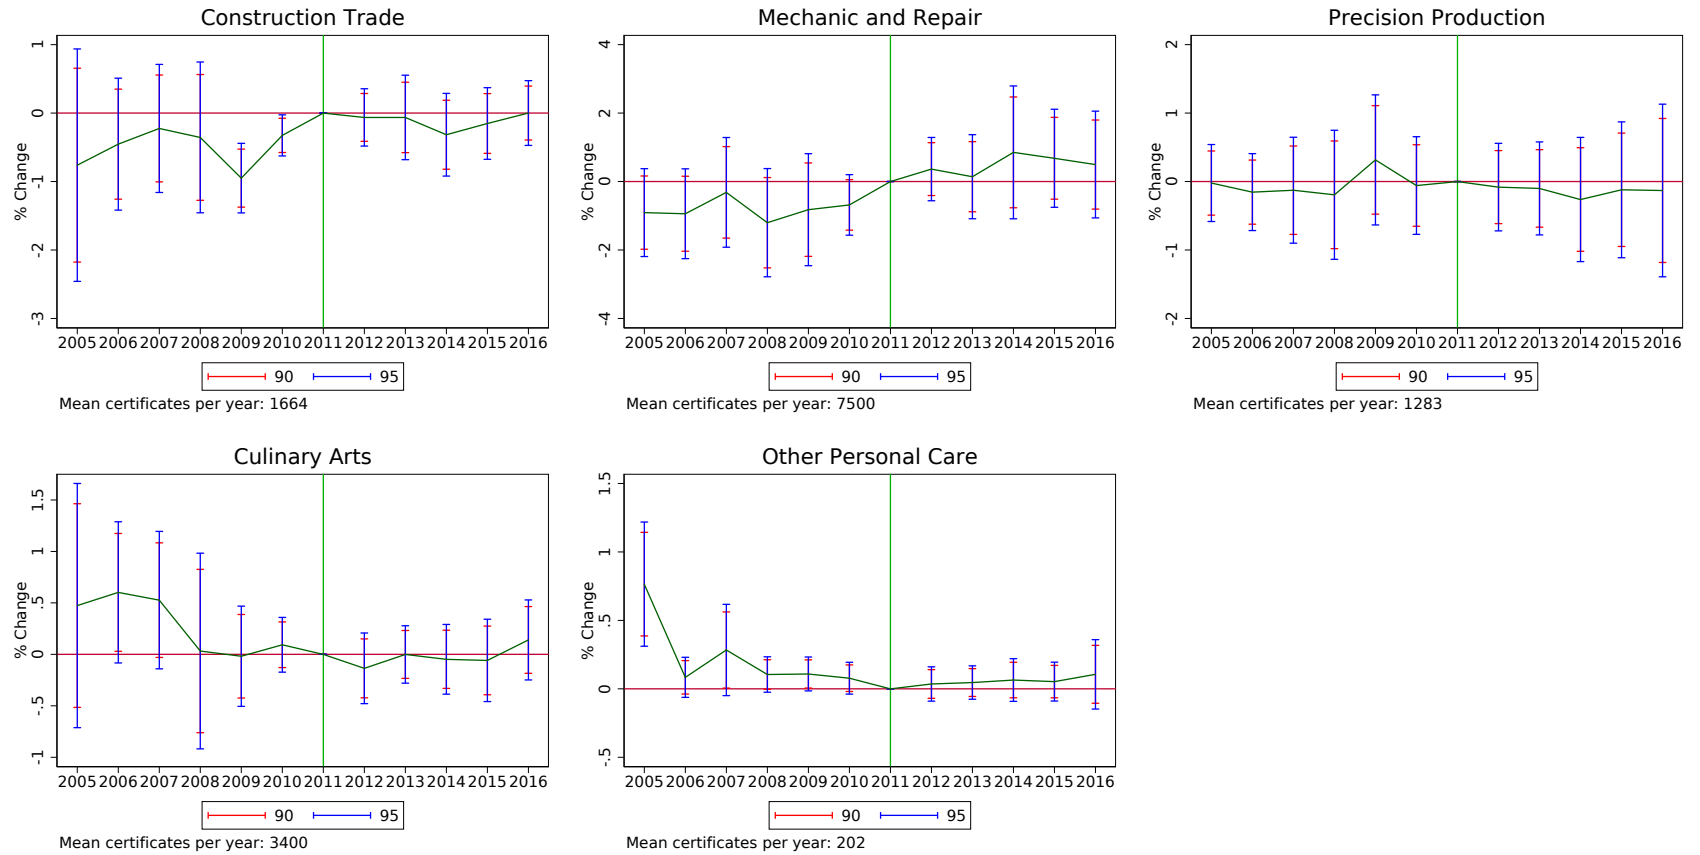 Construction Trade
% Change
1
0
-1
-2
-3
2005 2006 2007 2008 2009 2010 2011 2012 2013 2014 2015 2016
90 95
Mean certificates per year: 1664
Mechanic and Repair
% Change
4
2
0
-2
-4
2005 2006 2007 2008 2009 2010 2011 2012 2013 2014 2015 2016
90 95
Mean certificates per year: 7500
Precision Production
% Change
2
1
0
-1
-2
2005 2006 2007 2008 2009 2010 2011 2012 2013 2014 2015 2016
90 95
Mean certificates per year: 1283
Culinary Arts
% Change
1.5
1
.5
0
-.5
-1
2005 2006 2007 2008 2009 2010 2011 2012 2013 2014 2015 2016
90 95
Mean certificates per year: 3400
Other Personal Care
% Change
1.5
1
.5
0
-.5
2005 2006 2007 2008 2009 2010 2011 2012 2013 2014 2015 2016
90 95
Mean certificates per year: 202